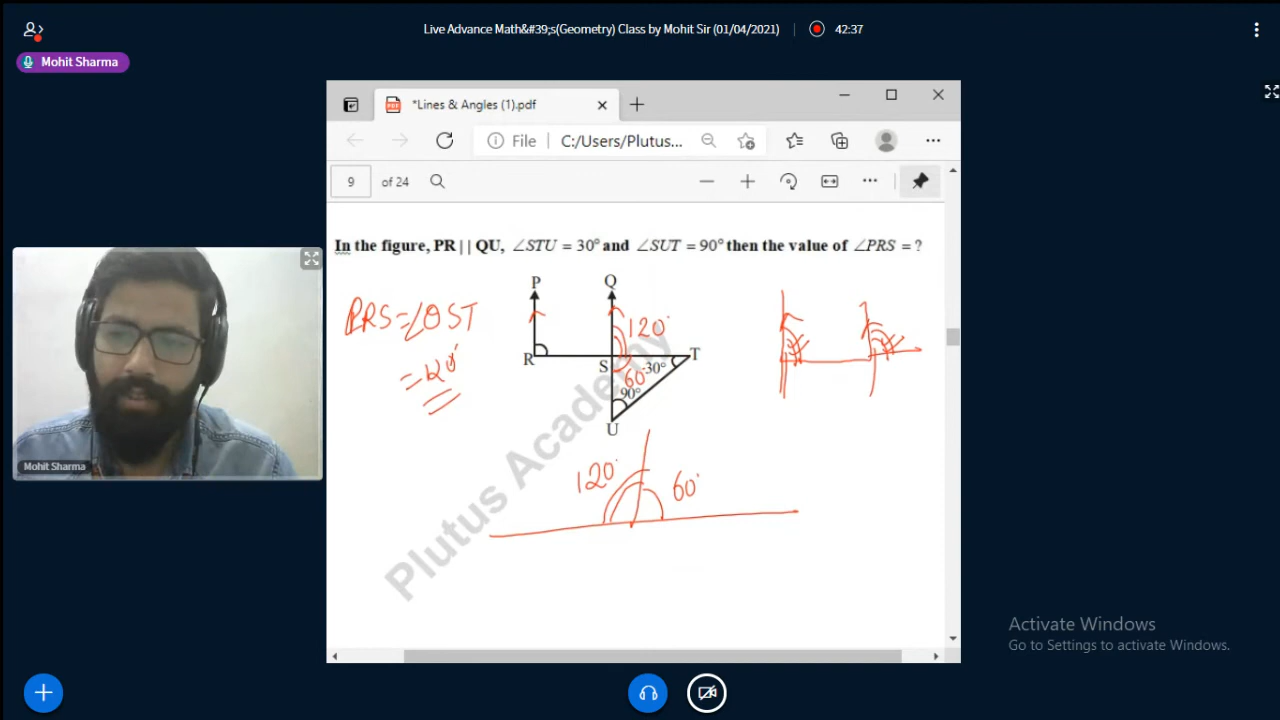 Live Advance Math&#39;s(Geometry) Class by Mohit Sir (01/04/2021)
42:37
Mohit Sharma
*Lines & Angles (1).pdf
File
C:/Users/Plutus...
9
of 24
In the figure, PR || QU, ∠STU = 30° and ∠SUT = 90° then the value of ∠PRS = ?
P
Q
PRS = ∠QST
= 120°
120°
R
S
T
60°
30°
90°
U
120°
60°
Plutus Academy
Mohit Sharma
Activate Windows
Go to Settings to activate Windows.